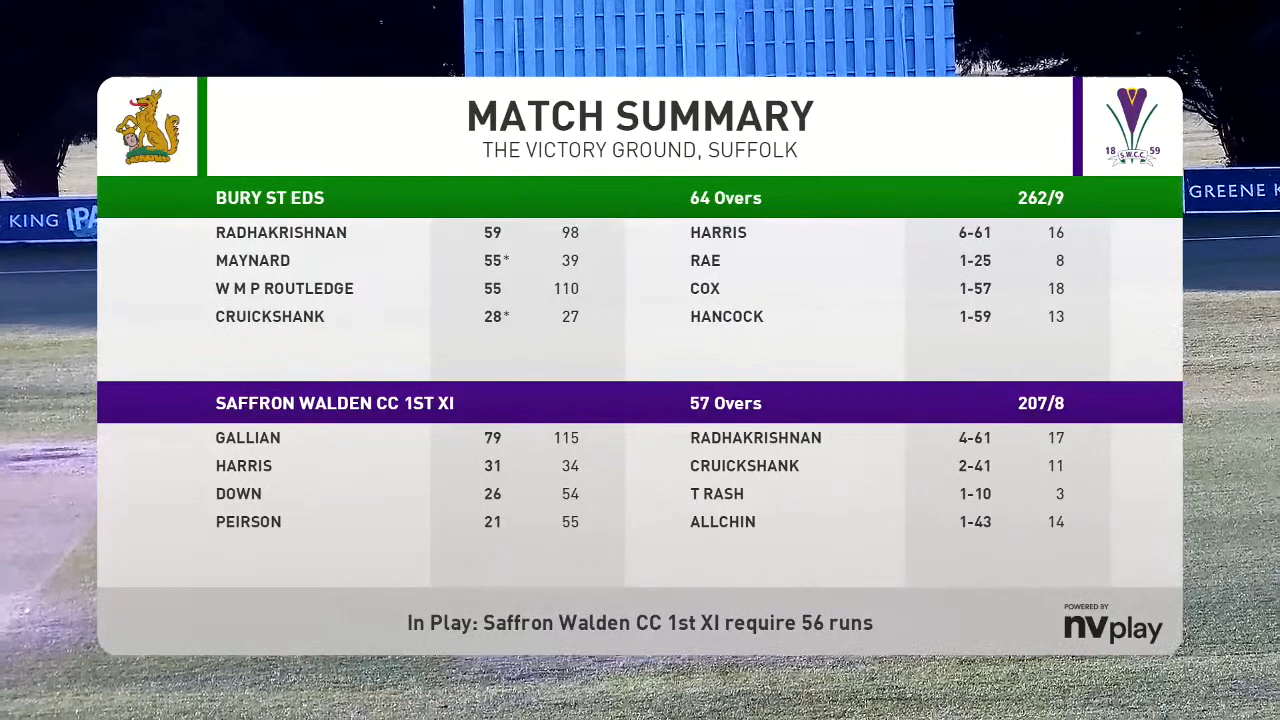 MATCH SUMMARY
THE VICTORY GROUND, SUFFOLK
18 S.W.C.C. 59
BURY ST EDS 64 Overs 262/9
KING IPA
GREENE K
RADHAKRISHNAN 59 98 HARRIS 6-61 16
MAYNARD 55* 39 RAE 1-25 8
W M P ROUTLEDGE 55 110 COX 1-57 18
CRUICKSHANK 28* 27 HANCOCK 1-59 13
SAFFRON WALDEN CC 1ST XI 57 Overs 207/8
GALLIAN 79 115 RADHAKRISHNAN 4-61 17
HARRIS 31 34 CRUICKSHANK 2-41 11
DOWN 26 54 T RASH 1-10 3
PEIRSON 21 55 ALLCHIN 1-43 14
In Play: Saffron Walden CC 1st XI require 56 runs
POWERED BY
nvplay